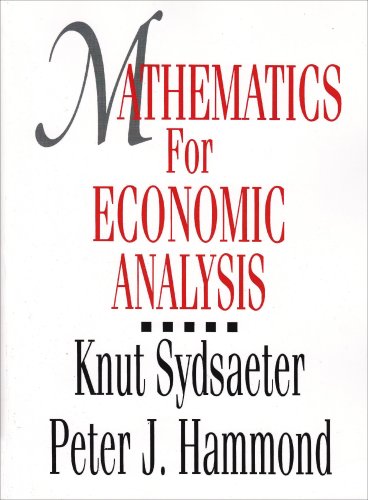 MATHEMATICS
For
ECONOMIC
ANALYSIS
Knut Sydsaeter
Peter J. Hammond